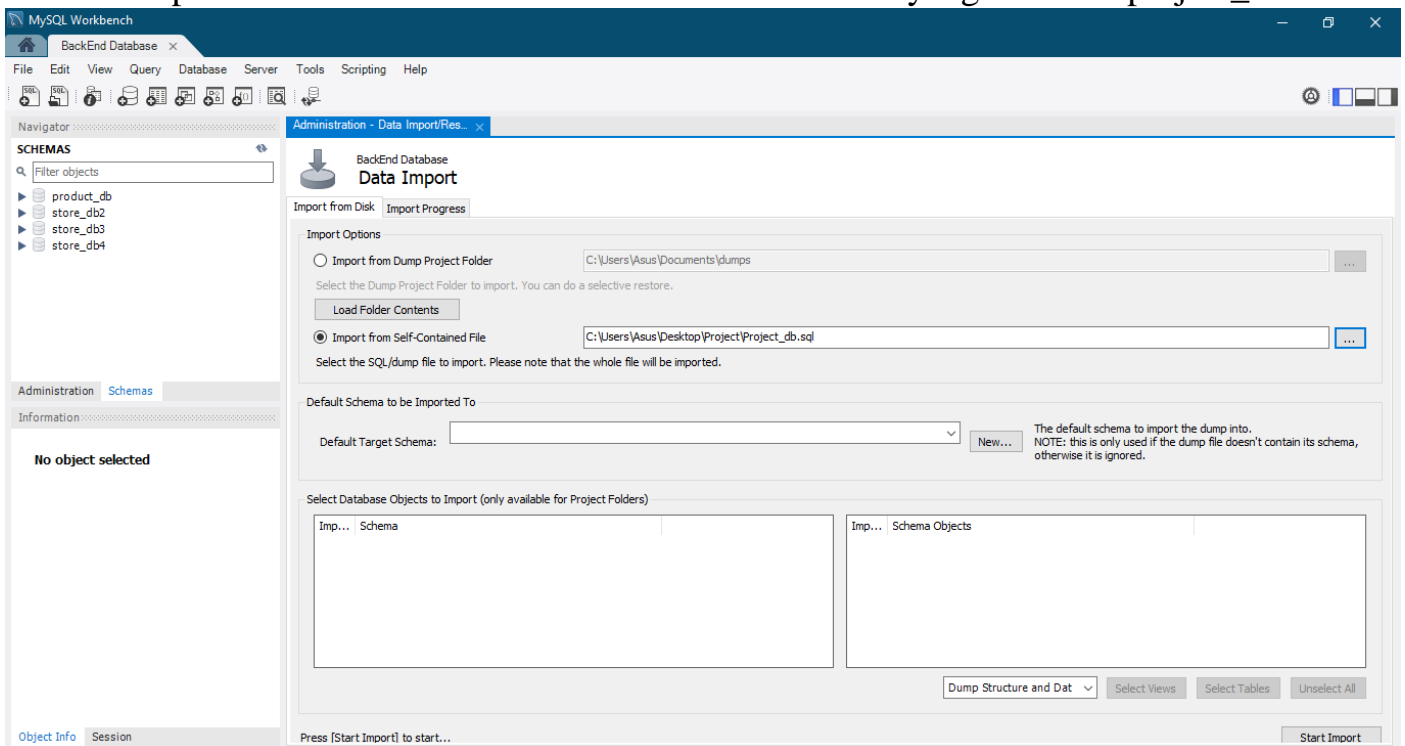 MySQL Workbench
BackEnd Database
File Edit View Query Database Server Tools Scripting Help
Navigator
SCHEMAS
Filter objects
product_db
store_db2
store_db3
store_db4
Administration Schemas
Information
No object selected
Object Info Session
Administration - Data Import/Res...
BackEnd Database
Data Import
Import from Disk Import Progress
Import Options
Import from Dump Project Folder C:\Users\Asus\Documents\dumps ...
Select the Dump Project Folder to import. You can do a selective restore.
Load Folder Contents
Import from Self-Contained File C:\Users\Asus\Desktop\Project\Project_db.sql ...
Select the SQL/dump file to import. Please note that the whole file will be imported.
Default Schema to be Imported To
Default Target Schema: New...
The default schema to import the dump into.
NOTE: this is only used if the dump file doesn't contain its schema,
otherwise it is ignored.
Select Database Objects to Import (only available for Project Folders)
Imp... Schema
Imp... Schema Objects
Dump Structure and Dat Select Views Select Tables Unselect All
Press [Start Import] to start... Start Import